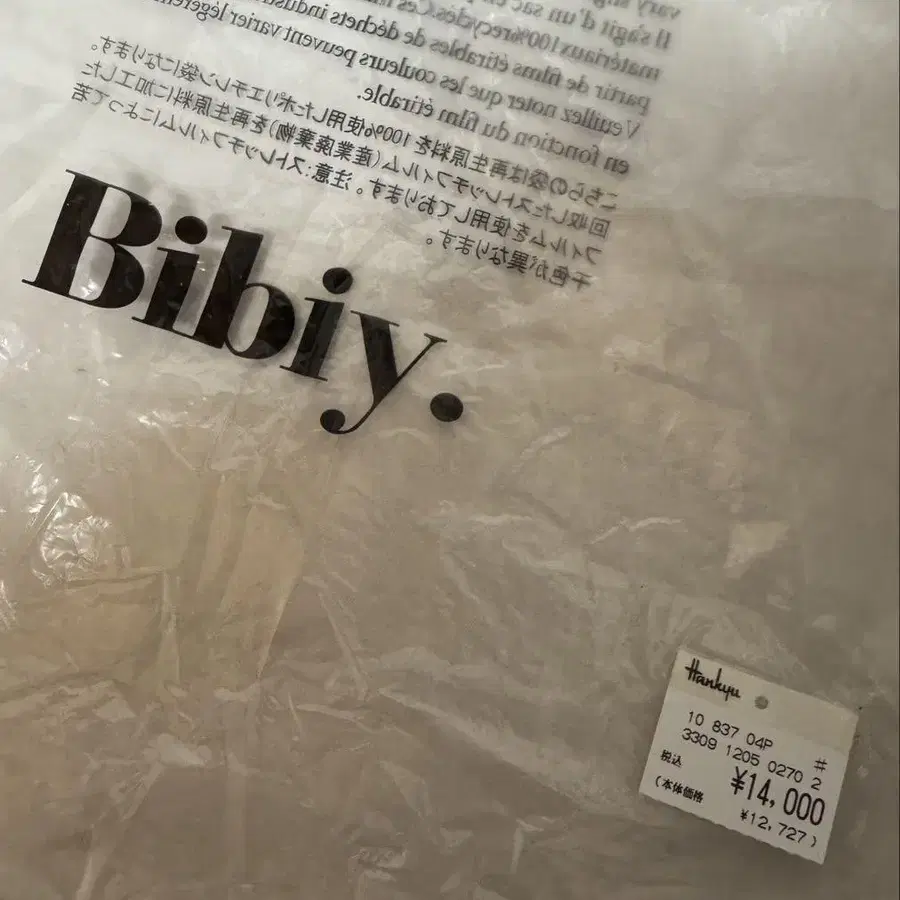 vary slig
Il s'agit d'un sac en
matériaux 100% recyclés. Ces
partir de films étirables de déchets indust
Veuillez noter que les couleurs peuvent varier légèrem
en fonction du film étirable.
こちらの袋は再生原料を100%使用したポリエチレン袋になります。
回収したストレッチフィルム(産業廃棄物)を再生原料に加工した
フィルムを使用しております。注意:ストレッチフィルムによって若
干色が異なります。
Bibiy.
Hankyu
10 837 04P #
3309 1205 0270 2
税込 ¥14,000
(本体価格 ¥12,727)